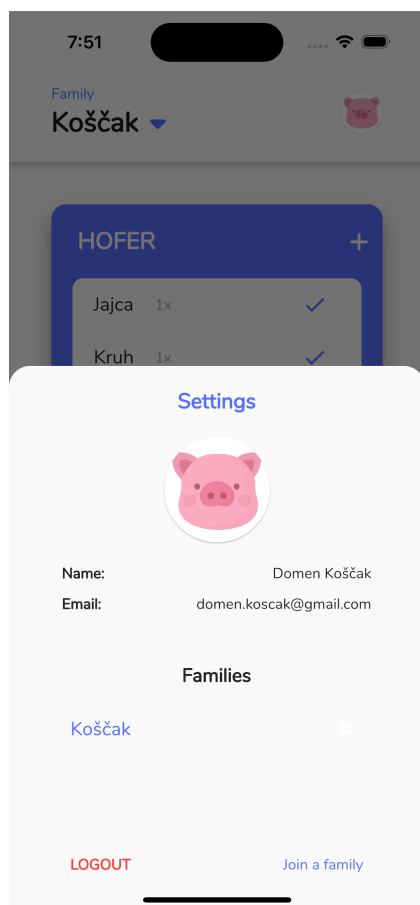 7:51
Family
Koščak
HOFER
Jajca 1x
Kruh 1x
Settings
Name: Domen Koščak
Email: domen.koscak@gmail.com
Families
Koščak
LOGOUT Join a family